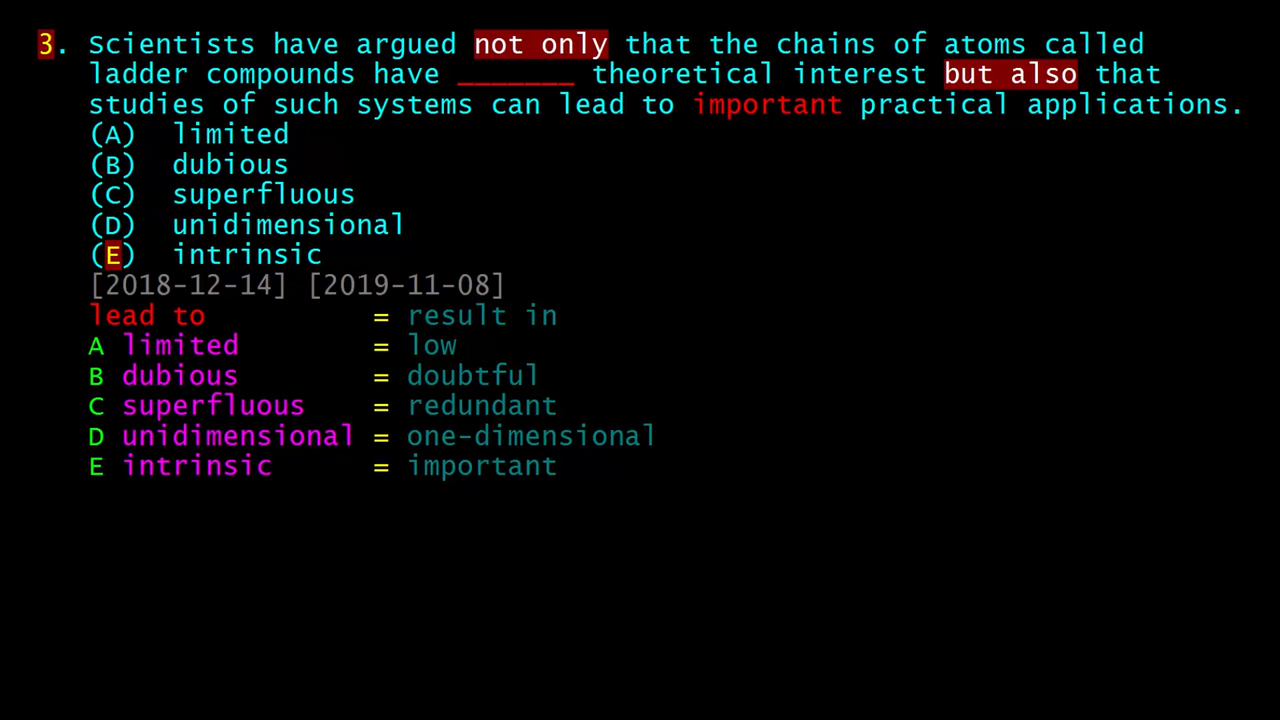 3. Scientists have argued not only that the chains of atoms called
ladder compounds have _______ theoretical interest but also that
studies of such systems can lead to important practical applications.
(A) limited
(B) dubious
(C) superfluous
(D) unidimensional
(E) intrinsic
[2018-12-14] [2019-11-08]
lead to = result in
A limited = low
B dubious = doubtful
C superfluous = redundant
D unidimensional = one-dimensional
E intrinsic = important